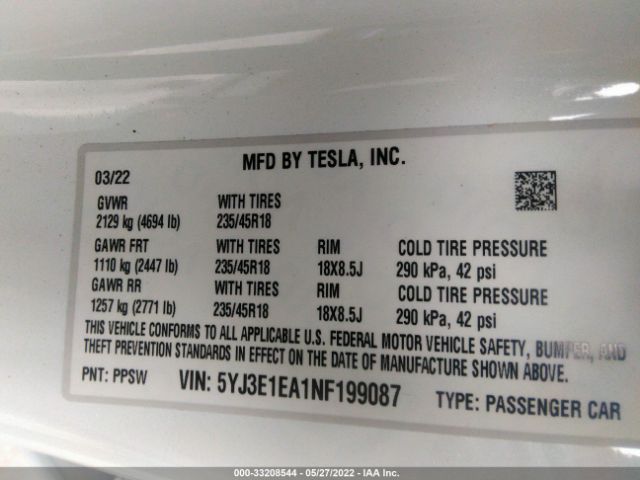 MFD BY TESLA, INC.
03/22
GVWR WITH TIRES
2129 kg (4694 lb) 235/45R18
GAWR FRT WITH TIRES RIM COLD TIRE PRESSURE
1110 kg (2447 lb) 235/45R18 18X8.5J 290 kPa, 42 psi
GAWR RR WITH TIRES RIM COLD TIRE PRESSURE
1257 kg (2771 lb) 235/45R18 18X8.5J 290 kPa, 42 psi
THIS VEHICLE CONFORMS TO ALL APPLICABLE U.S. FEDERAL MOTOR VEHICLE SAFETY, BUMPER, AND
THEFT PREVENTION STANDARDS IN EFFECT ON THE DATE OF MANUFACTURE SHOWN ABOVE.
PNT: PPSW VIN: 5YJ3E1EA1NF199087 TYPE: PASSENGER CAR
000-33208544 - 05/27/2022 - IAA Inc.